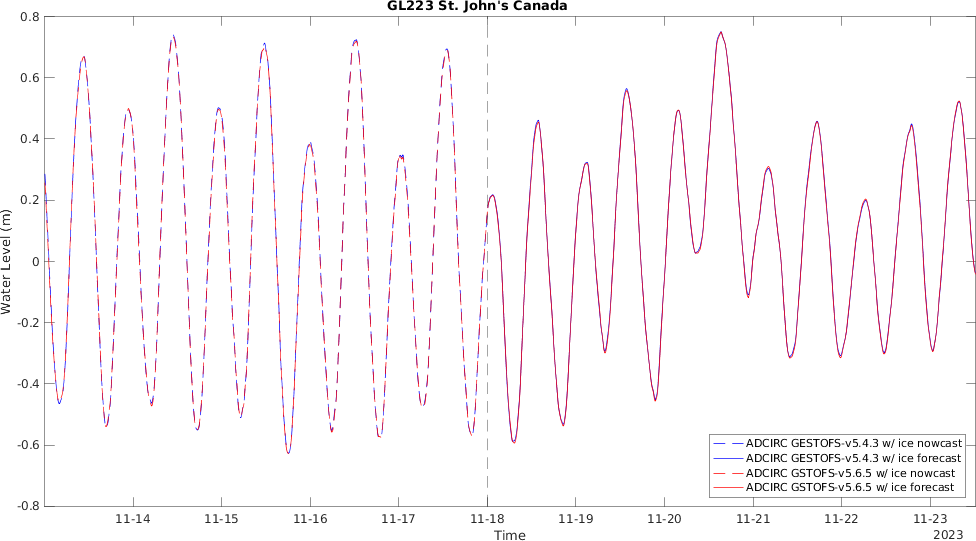 GL223 St. John's Canada
0.8
0.6
0.4
0.2
0
-0.2
-0.4
-0.6
-0.8
Water Level (m)
11-14 11-15 11-16 11-17 11-18 11-19 11-20 11-21 11-22 11-23
Time
2023
ADCIRC GESTOFS-v5.4.3 w/ ice nowcast
ADCIRC GESTOFS-v5.4.3 w/ ice forecast
ADCIRC GSTOFS-v5.6.5 w/ ice nowcast
ADCIRC GSTOFS-v5.6.5 w/ ice forecast